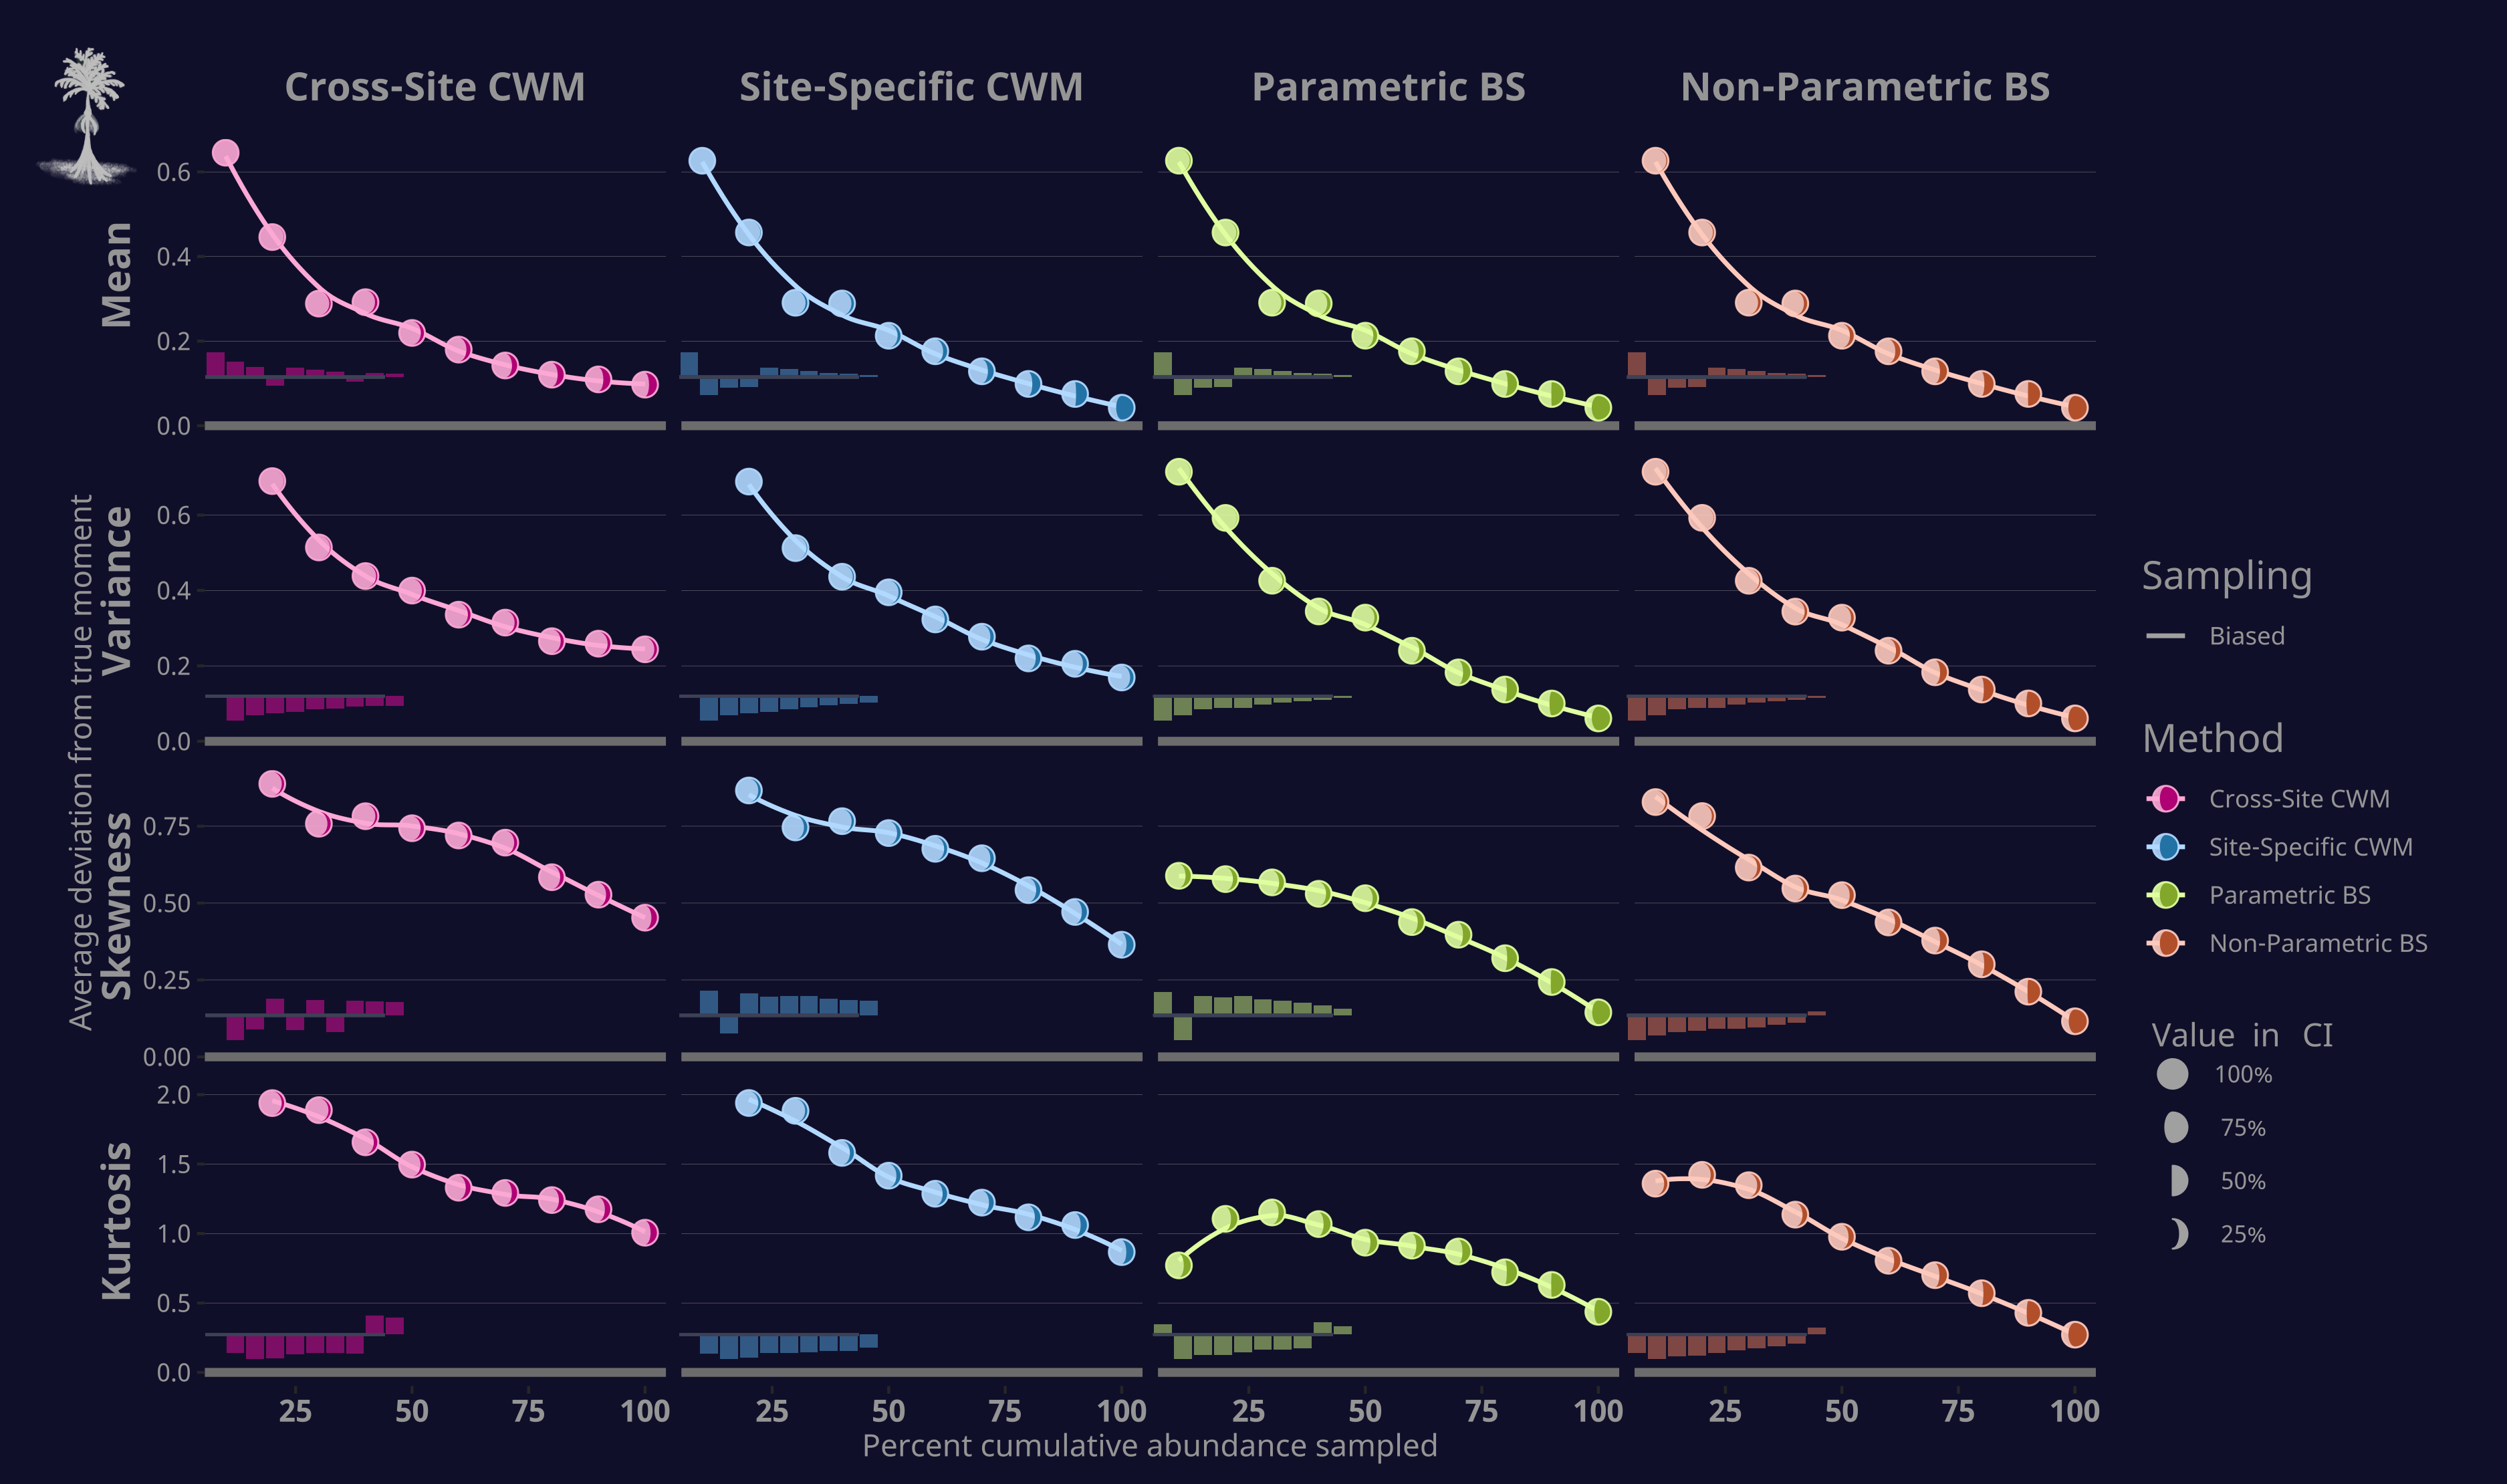 Cross-Site CWM
Site-Specific CWM
Parametric BS
Non-Parametric BS
Average deviation from true moment
Mean
0.6
0.4
0.2
0.0
Variance
0.6
0.4
0.2
0.0
Skewness
0.75
0.50
0.25
0.00
Kurtosis
2.0
1.5
1.0
0.5
0.0
25 50 75 100
25 50 75 100
25 50 75 100
25 50 75 100
Percent cumulative abundance sampled
Sampling
Biased
Method
Cross-Site CWM
Site-Specific CWM
Parametric BS
Non-Parametric BS
Value in CI
100%
75%
50%
25%